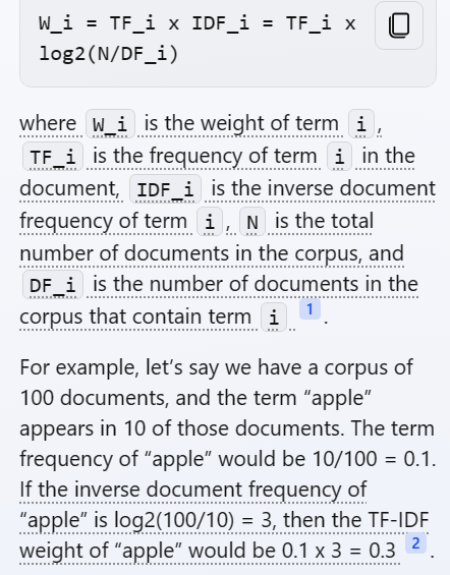 W_i = TF_i x IDF_i = TF_i x
log2(N/DF_i)
where W_i is the weight of term i,
TF_i is the frequency of term i in the
document, IDF_i is the inverse document
frequency of term i, N is the total
number of documents in the corpus, and
DF_i is the number of documents in the
corpus that contain term i. 1.
For example, let’s say we have a corpus of
100 documents, and the term “apple”
appears in 10 of those documents. The term
frequency of “apple” would be 10/100 = 0.1.
If the inverse document frequency of
“apple” is log2(100/10) = 3, then the TF-IDF
weight of “apple” would be 0.1 x 3 = 0.3 2.